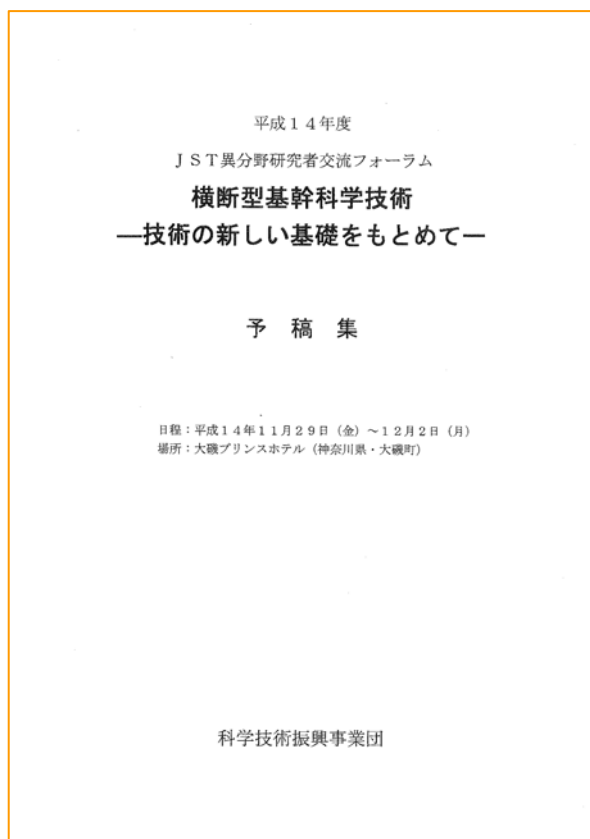 平成１４年度
ＪＳＴ異分野研究者交流フォーラム
横断型基幹科学技術
―技術の新しい基礎をもとめて―
予 稿 集
日程：平成１４年１１月２９日（金）～１２月２日（月）
場所：大磯プリンスホテル（神奈川県・大磯町）
科学技術振興事業団